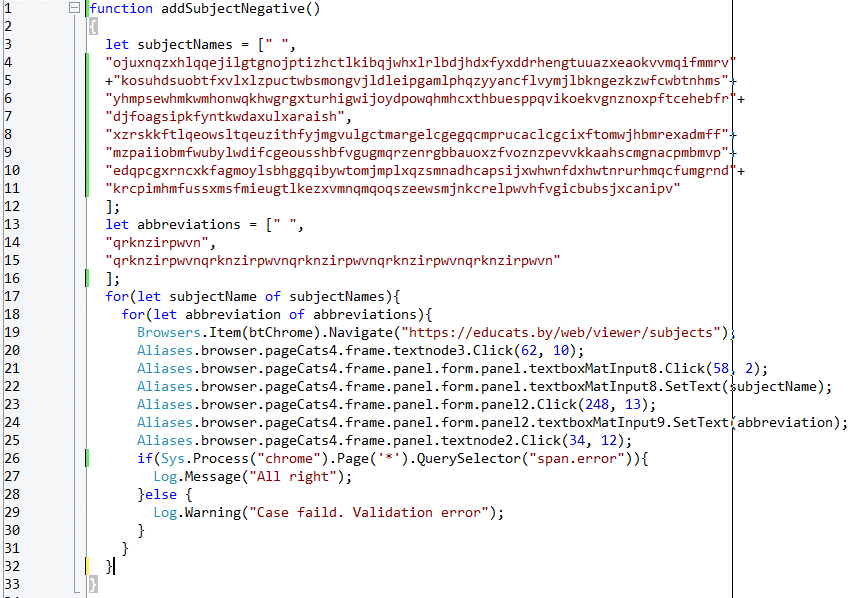 1 function addSubjectNegative()
2 {
3 let subjectNames = [" ",
4 "ojuxnqzxhlqqejilgtgnojptizhctlkibqjwhxlrlbdjhdxfyxddrhengtuuazxeaokvvmqifmmrv"
5 +"kosuhdsuobtfxvlxlzpuctwbsmongvjldleipgamlphqzyyancflvymjlbkngezkzwfcwbtnhms"+
6 "yhmpsewhmkwmhonwqkhwgrgxturhigwijoydpowqhmhcxthbuesppqvikoekvgnznoxpftcehebfr"+
7 "djfoagsipkfyntkwdaxulxaraish",
8 "xzrskkftlqeowsltqeuzithfyjmgvulgctmargelcgegqcmprucaclcgcixftomwjhbmrexadmff"+
9 "mzpaiiobmfwubylwdifcgeousshbfvgugmqrzenrgbbauoxzfvoznzpevvkkaahscmgnacpmbmvp"+
10 "edqpcgxrncxkfagmoylsbhggqibywtomjmplxqzsmnadhcapsijxwhwnfdxhwtnrurhmqcfumgrnd"+
11 "krcpimhmfussxmsfmieugtlkezxvmnqmqoqszeewsmjnkcrelpwvhfvgicbubsjxcanipv"
12 ];
13 let abbreviations = [" ",
14 "qrknzirpwvn",
15 "qrknzirpwvnqrknzirpwvnqrknzirpwvnqrknzirpwvnqrknzirpwvn"
16 ];
17 for(let subjectName of subjectNames){
18 for(let abbreviation of abbreviations){
19 Browsers.Item(btChrome).Navigate("https://educats.by/web/viewer/subjects");
20 Aliases.browser.pageCats4.frame.textnode3.Click(62, 10);
21 Aliases.browser.pageCats4.frame.panel.form.panel.textboxMatInput8.Click(58, 2);
22 Aliases.browser.pageCats4.frame.panel.form.panel.textboxMatInput8.SetText(subjectName);
23 Aliases.browser.pageCats4.frame.panel.form.panel2.Click(248, 13);
24 Aliases.browser.pageCats4.frame.panel.form.panel2.textboxMatInput9.SetText(abbreviation);
25 Aliases.browser.pageCats4.frame.panel.textnode2.Click(34, 12);
26 if(Sys.Process("chrome").Page('*').QuerySelector("span.error")){
27 Log.Message("All right");
28 }else {
29 Log.Warning("Case faild. Validation error");
30 }
31 }
32 }
33 }